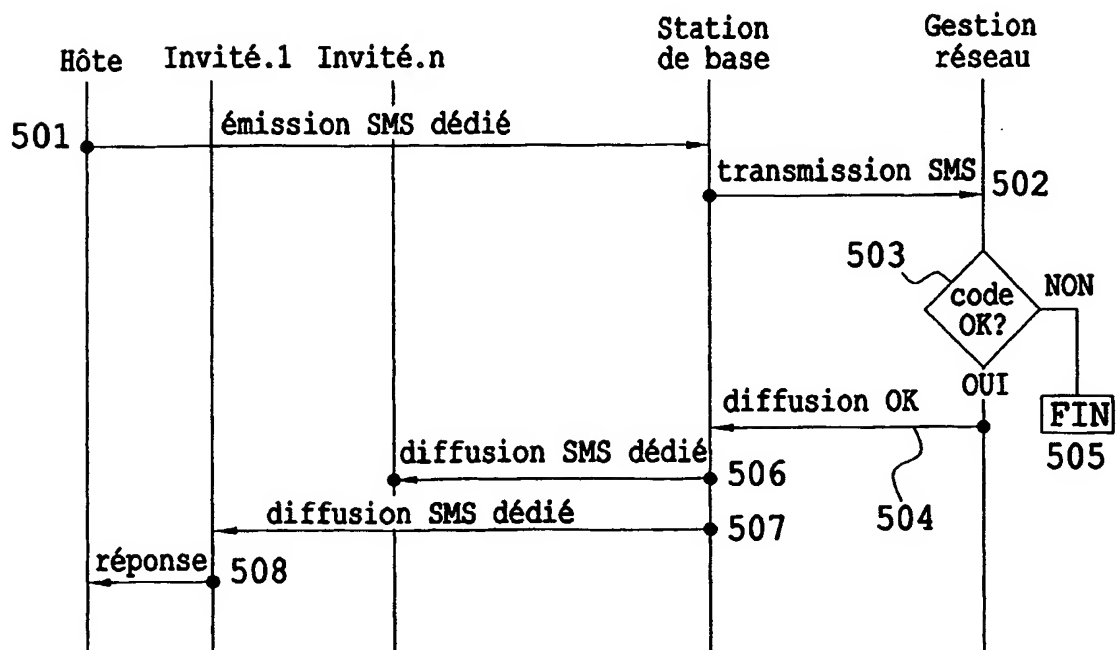 Hôte
Invité.1
Invité.n
Station
de base
Gestion
réseau
501
émission SMS dédié
transmission SMS
502
503
code
OK?
NON
OUI
diffusion OK
FIN
505
504
diffusion SMS dédié
506
diffusion SMS dédié
507
réponse
508